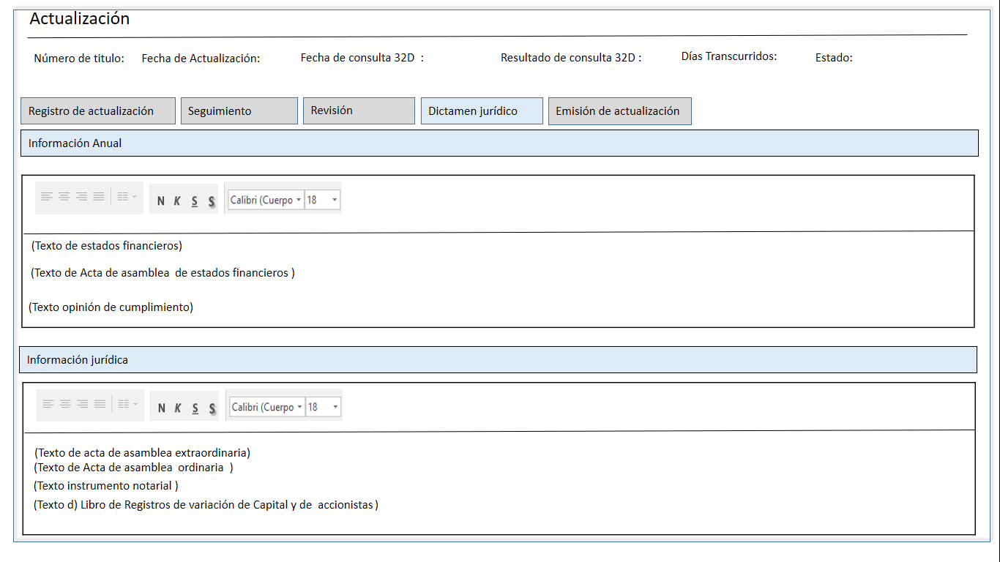 Actualización
Número de titulo: Fecha de Actualización: Fecha de consulta 32D : Resultado de consulta 32D : Días Transcurridos: Estado:
Registro de actualización Seguimiento Revisión Dictamen jurídico Emisión de actualización
Información Anual
N K S S Calibri (Cuerpo 18
(Texto de estados financieros)
(Texto de Acta de asamblea de estados financieros )
(Texto opinión de cumplimiento)
Información jurídica
N K S S Calibri (Cuerpo 18
(Texto de acta de asamblea extraordinaria)
(Texto de Acta de asamblea ordinaria )
(Texto instrumento notarial )
(Texto d) Libro de Registros de variación de Capital y de accionistas )